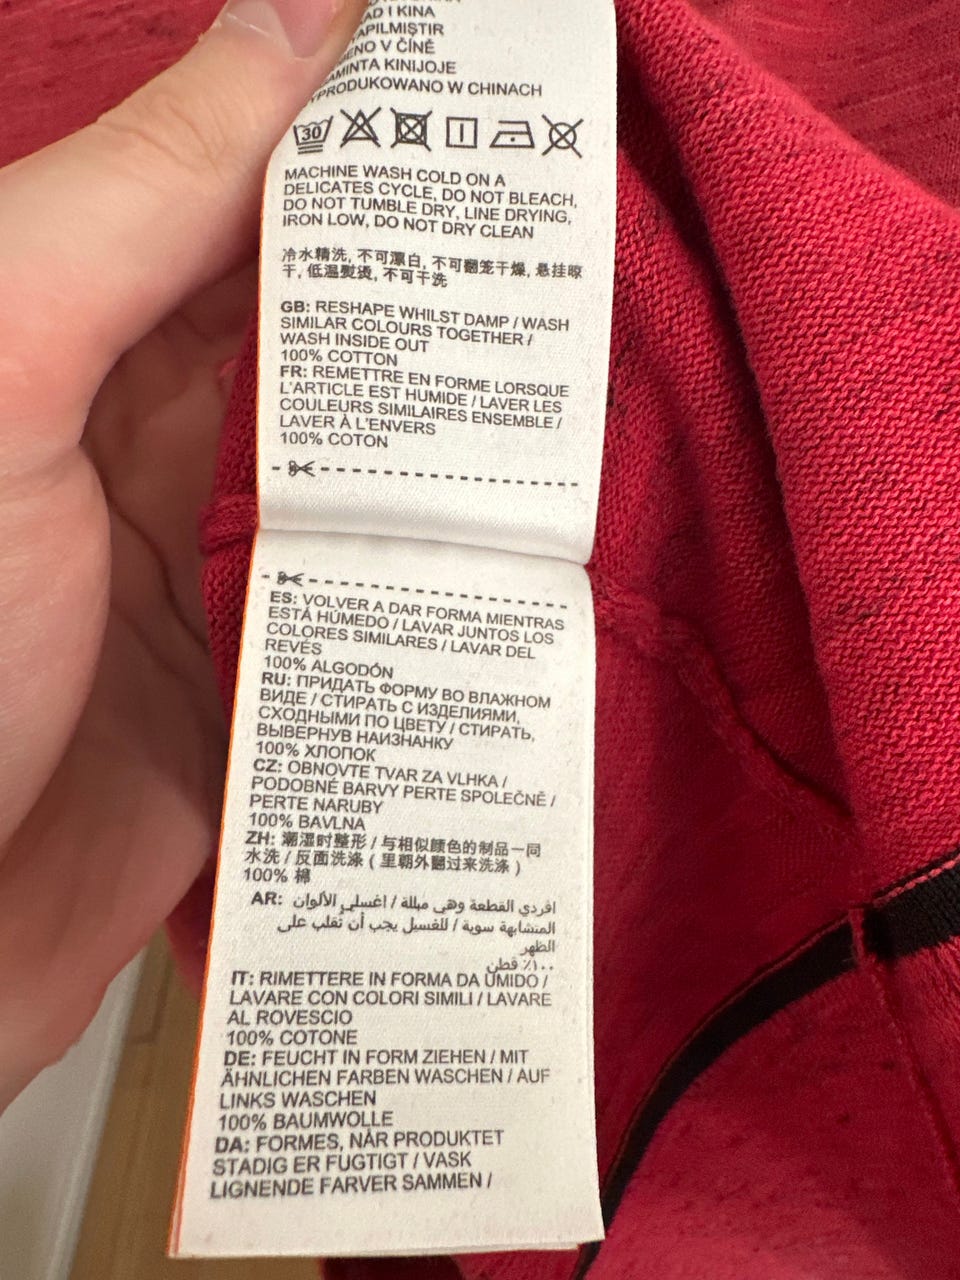 AD I KINA
YAPILMIŞTIR
ENO V ČÍNĚ
AMINTA KINIJOJE
YPRODUKOWANO W CHINACH
30
MACHINE WASH COLD ON A
DELICATES CYCLE, DO NOT BLEACH,
DO NOT TUMBLE DRY, LINE DRYING,
IRON LOW, DO NOT DRY CLEAN
冷水精洗, 不可漂白, 不可翻笼干燥, 悬挂晾
干, 低温熨烫, 不可干洗
GB: RESHAPE WHILST DAMP / WASH
SIMILAR COLOURS TOGETHER /
WASH INSIDE OUT
100% COTTON
FR: REMETTRE EN FORME LORSQUE
L'ARTICLE EST HUMIDE / LAVER LES
COULEURS SIMILAIRES ENSEMBLE /
LAVER À L'ENVERS
100% COTON
ES: VOLVER A DAR FORMA MIENTRAS
ESTÁ HÚMEDO / LAVAR JUNTOS LOS
COLORES SIMILARES / LAVAR DEL
REVÉS
100% ALGODÓN
RU: ПРИДАТЬ ФОРМУ ВО ВЛАЖНОМ
ВИДЕ / СТИРАТЬ С ИЗДЕЛИЯМИ,
СХОДНЫМИ ПО ЦВЕТУ / СТИРАТЬ,
ВЫВЕРНУВ НАИЗНАНКУ
100% ХЛОПОК
CZ: OBNOVTE TVAR ZA VLHKA /
PODOBNÉ BARVY PERTE SPOLEČNĚ /
PERTE NARUBY
100% BAVLNA
ZH: 潮湿时整形 / 与相似颜色的制品一同
水洗 / 反面洗涤 ( 里朝外翻过来洗涤 )
100% 棉
AR: افردي القطعة وهي مبللة / إغسلي الألوان
المتشابهة سوية / للغسيل يجب أن تُقلب على
الظهر
١٠٠٪ قطن
IT: RIMETTERE IN FORMA DA UMIDO /
LAVARE CON COLORI SIMILI / LAVARE
AL ROVESCIO
100% COTONE
DE: FEUCHT IN FORM ZIEHEN / MIT
ÄHNLICHEN FARBEN WASCHEN / AUF
LINKS WASCHEN
100% BAUMWOLLE
DA: FORMES, NÅR PRODUKTET
STADIG ER FUGTIGT / VASK
LIGNENDE FARVER SAMMEN /